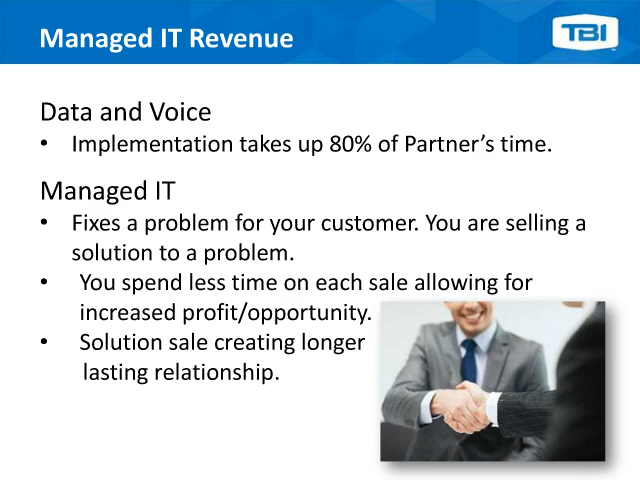 Managed IT Revenue
TBI
Data and Voice
• Implementation takes up 80% of Partner’s time.
Managed IT
• Fixes a problem for your customer. You are selling a
solution to a problem.
• You spend less time on each sale allowing for
increased profit/opportunity.
• Solution sale creating longer
lasting relationship.